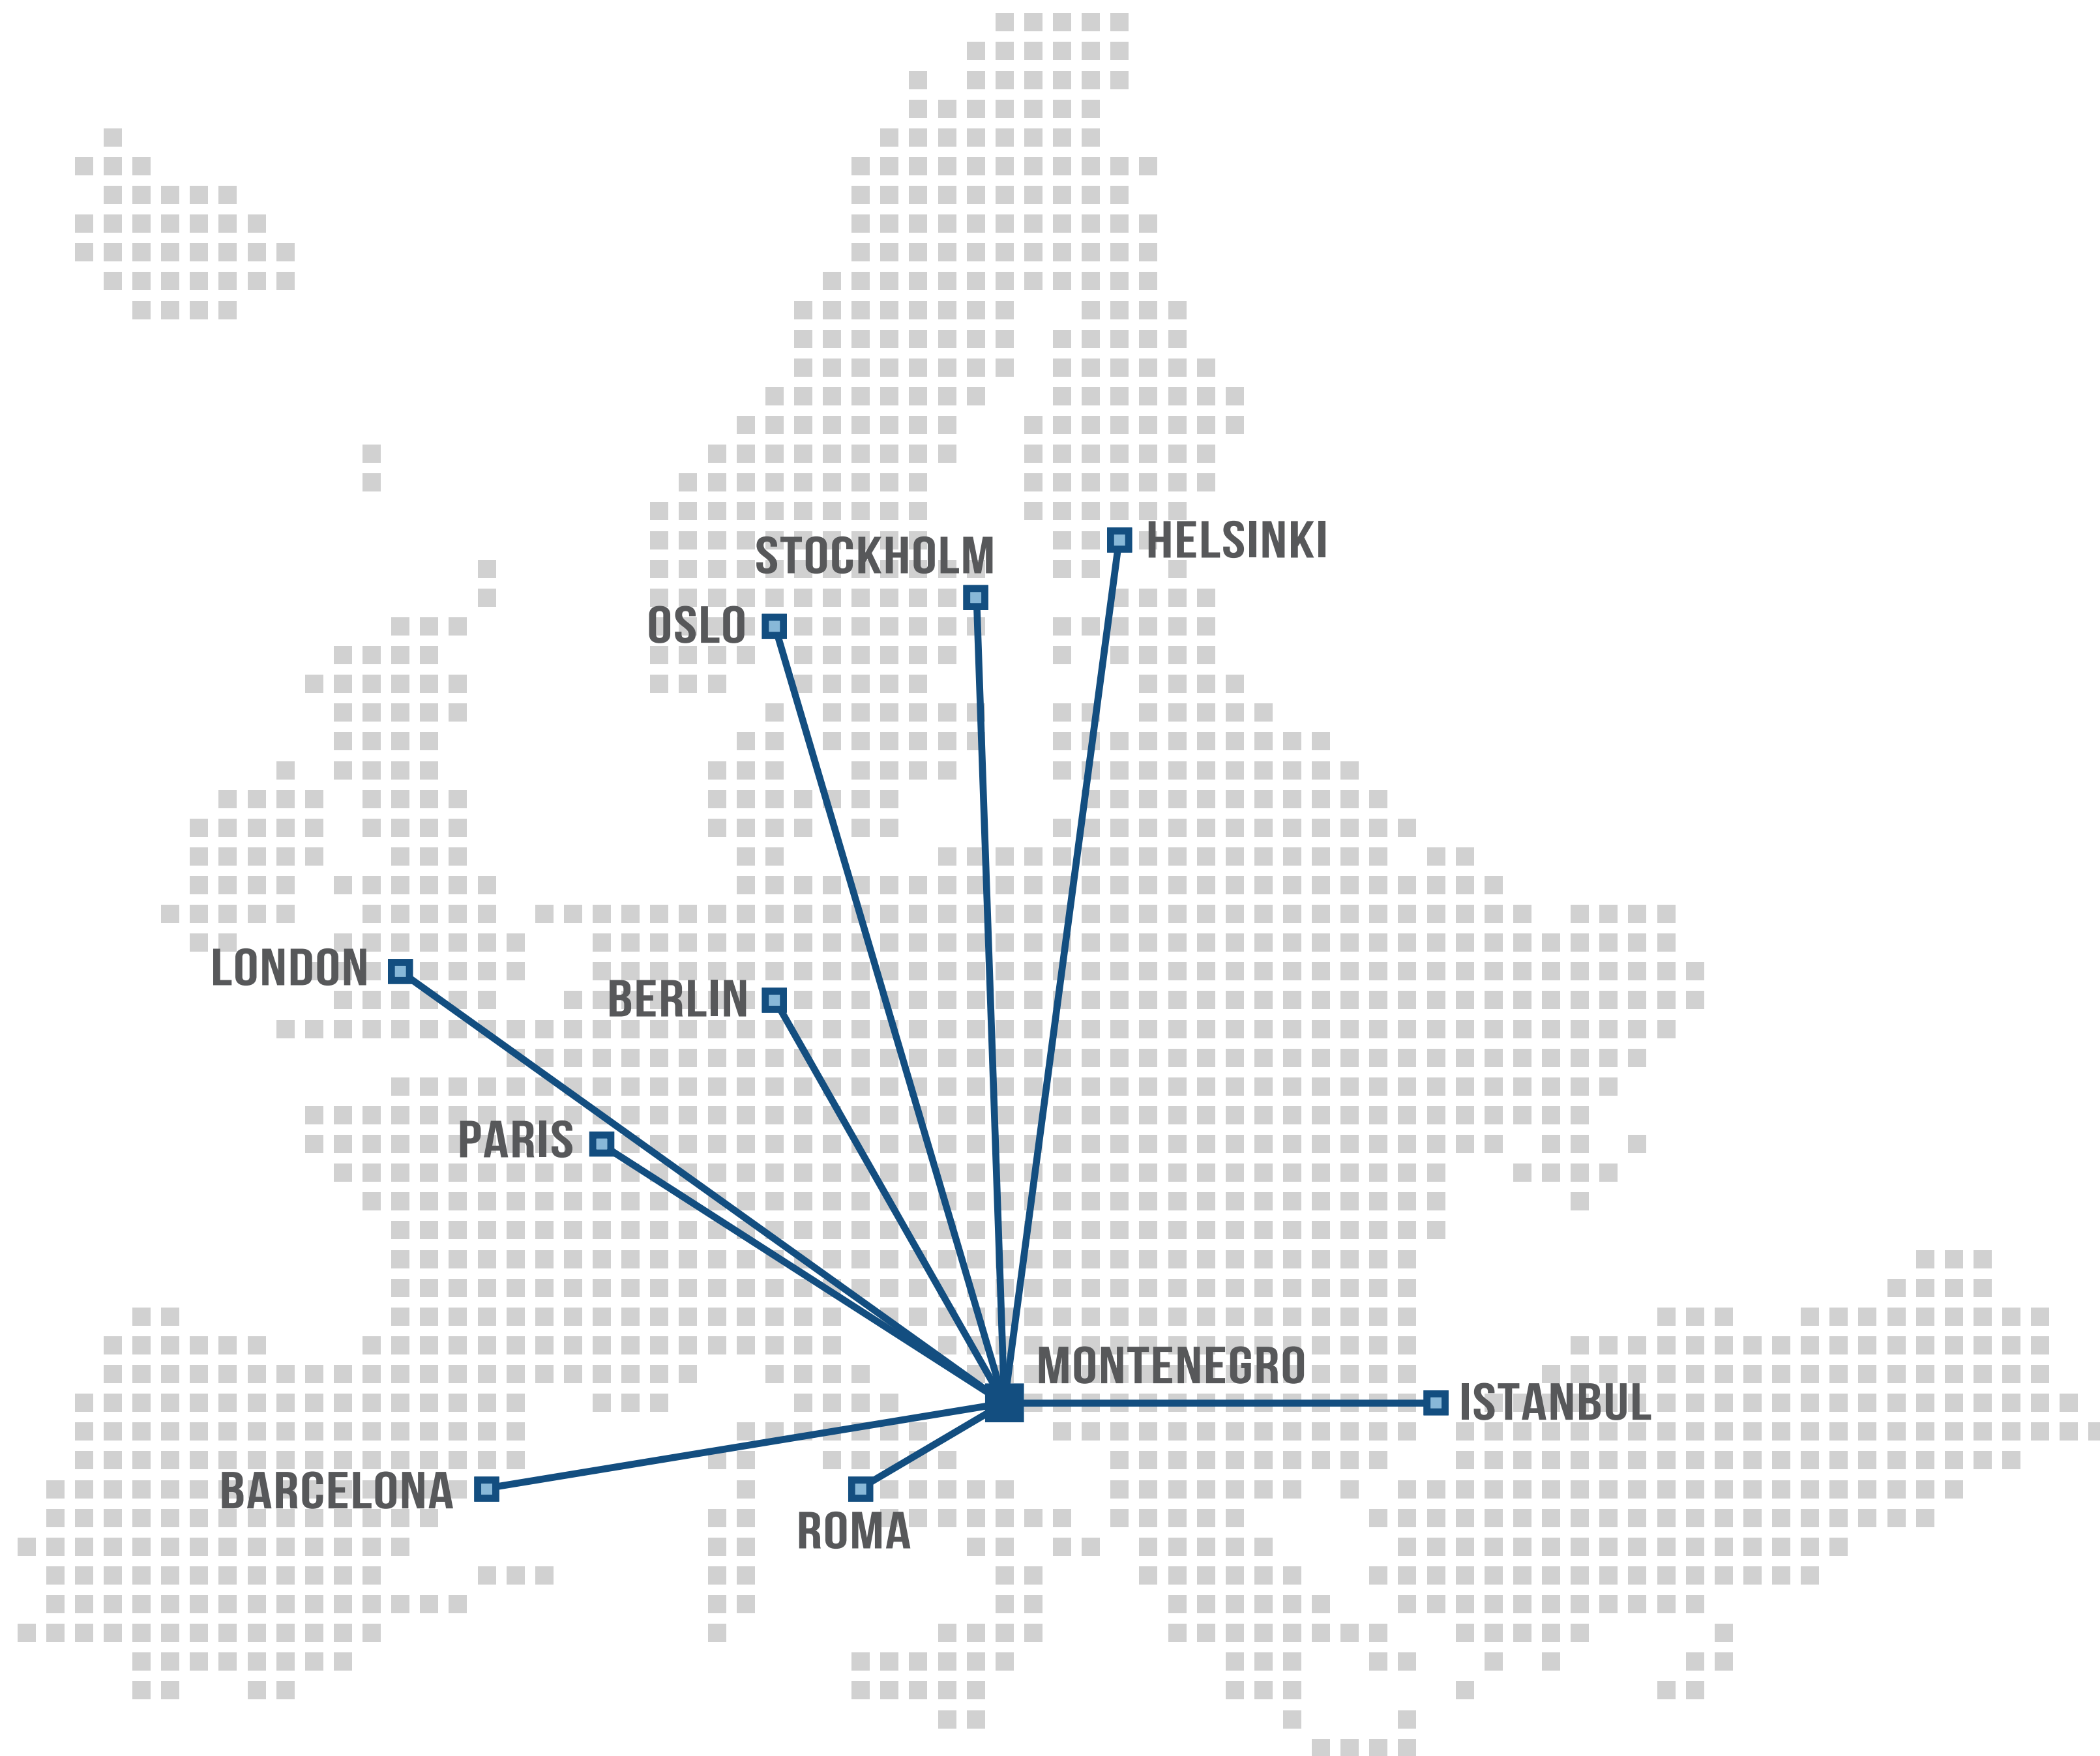 HELSINKI
STOCKHOLM
OSLO
LONDON
BERLIN
PARIS
MONTENEGRO
ISTANBUL
BARCELONA
ROMA